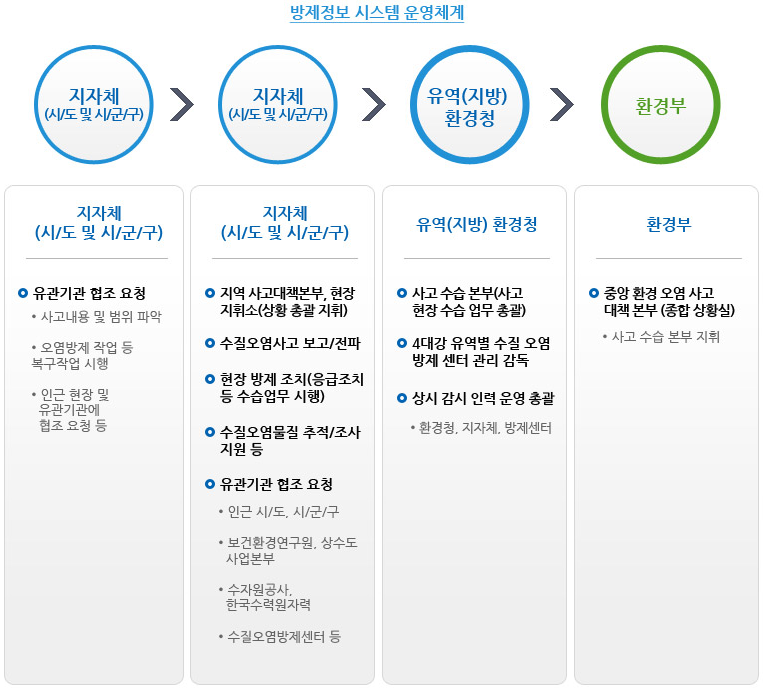 방제정보 시스템 운영체계
지자체
(시/도 및 시/군/구)
지자체
(시/도 및 시/군/구)
유역(지방)
환경청
환경부
지자체
(시/도 및 시/군/구)
유관기관 협조 요청
• 사고내용 및 범위 파악
• 오염방제 작업 등
복구작업 시행
• 인근 현장 및
유관기관에
협조 요청 등
지자체
(시/도 및 시/군/구)
지역 사고대책본부, 현장
지휘소(상황 총괄 지휘)
수질오염사고 보고/전파
현장 방제 조치(응급조치
등 수습업무 시행)
수질오염물질 추적/조사
지원 등
유관기관 협조 요청
• 인근 시/도, 시/군/구
• 보건환경연구원, 상수도
사업본부
• 수자원공사,
한국수력원자력
• 수질오염방제센터 등
유역(지방) 환경청
사고 수습 본부(사고
현장 수습 업무 총괄)
4대강 유역별 수질 오염
방제 센터 관리 감독
상시 감시 인력 운영 총괄
• 환경청, 지자체, 방제센터
환경부
중앙 환경 오염 사고
대책 본부 (종합 상황실)
• 사고 수습 본부 지휘